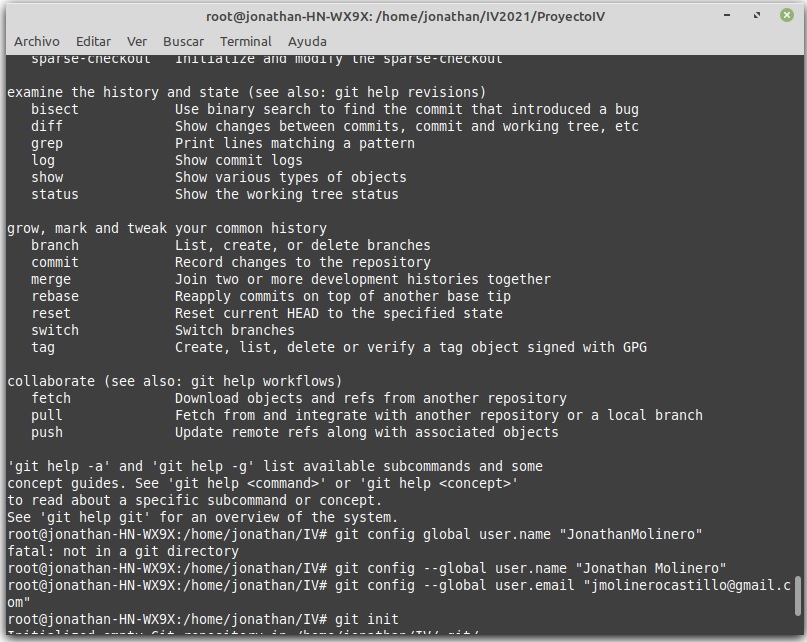 root@jonathan-HN-WX9X: /home/jonathan/IV2021/ProyectoIV
Archivo Editar Ver Buscar Terminal Ayuda
sparse-checkout Initialize and modify the sparse-checkout
examine the history and state (see also: git help revisions)
bisect Use binary search to find the commit that introduced a bug
diff Show changes between commits, commit and working tree, etc
grep Print lines matching a pattern
log Show commit logs
show Show various types of objects
status Show the working tree status
grow, mark and tweak your common history
branch List, create, or delete branches
commit Record changes to the repository
merge Join two or more development histories together
rebase Reapply commits on top of another base tip
reset Reset current HEAD to the specified state
switch Switch branches
tag Create, list, delete or verify a tag object signed with GPG
collaborate (see also: git help workflows)
fetch Download objects and refs from another repository
pull Fetch from and integrate with another repository or a local branch
push Update remote refs along with associated objects
'git help -a' and 'git help -g' list available subcommands and some
concept guides. See 'git help <command>' or 'git help <concept>'
to read about a specific subcommand or concept.
See 'git help git' for an overview of the system.
root@jonathan-HN-WX9X:/home/jonathan/IV# git config global user.name "JonathanMolinero"
fatal: not in a git directory
root@jonathan-HN-WX9X:/home/jonathan/IV# git config --global user.name "Jonathan Molinero"
root@jonathan-HN-WX9X:/home/jonathan/IV# git config --global user.email "jmolinerocastillo@gmail.c
om"
root@jonathan-HN-WX9X:/home/jonathan/IV# git init
Initialized empty Git repository in /home/jonathan/IV/.git/